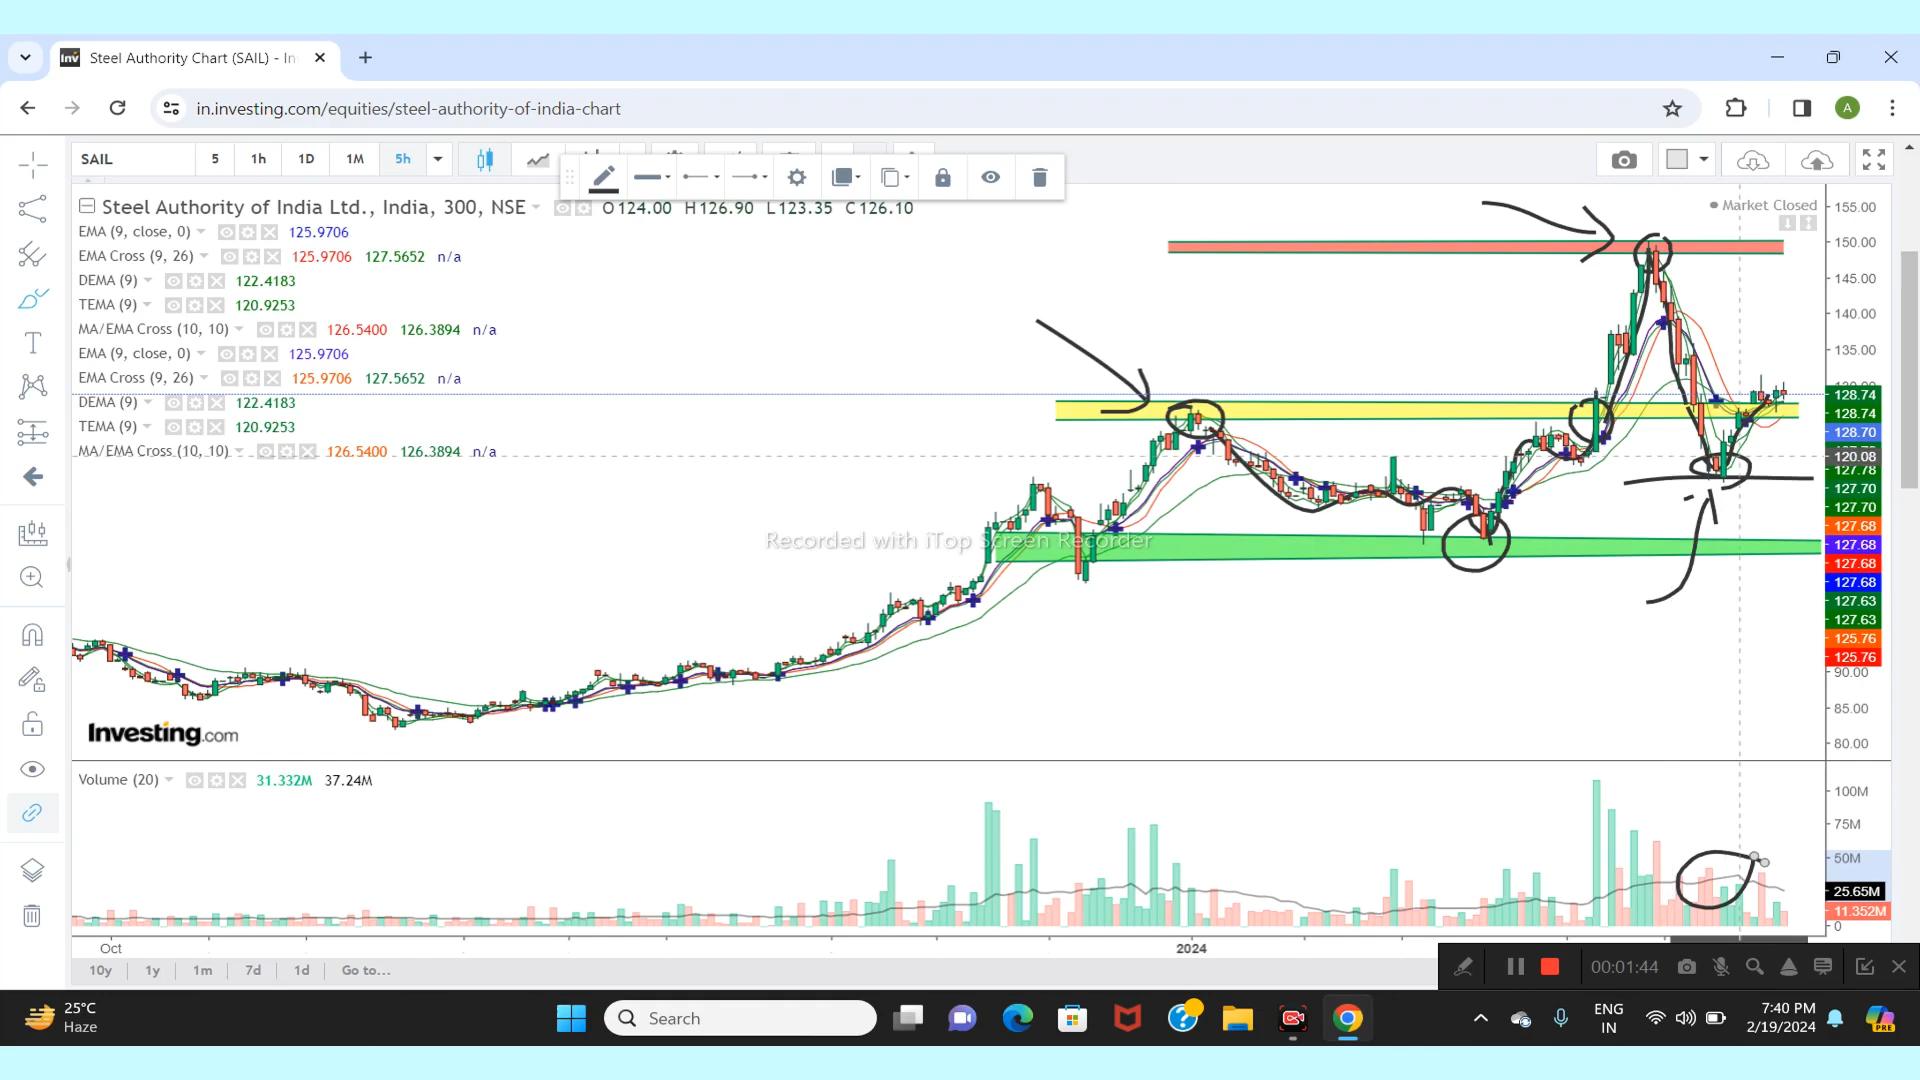 Steel Authority Chart (SAIL) - In
in.investing.com/equities/steel-authority-of-india-chart
A
SAIL 5 1h 1D 1M 5h
Steel Authority of India Ltd., India, 300, NSE O124.00 H126.90 L123.35 C126.10
Market Closed
EMA (9, close, 0) 125.9706
EMA Cross (9, 26) 125.9706 127.5652 n/a
DEMA (9) 122.4183
TEMA (9) 120.9253
MA/EMA Cross (10, 10) 126.5400 126.3894 n/a
EMA (9, close, 0) 125.9706
EMA Cross (9, 26) 125.9706 127.5652 n/a
DEMA (9) 122.4183
TEMA (9) 120.9253
MA/EMA Cross (10, 10) 126.5400 126.3894 n/a
155.00
150.00
145.00
140.00
135.00
128.74
128.74
128.70
120.08
127.78
127.70
127.70
127.68
127.68
127.68
127.68
127.63
127.63
125.76
125.76
90.00
85.00
80.00
Recorded with iTop Screen Recorder
Investing.com
Volume (20) 31.332M 37.24M
100M
75M
50M
25.65M
11.352M
0
Oct 2024
10y 1y 1m 7d 1d Go to...
00:01:44
25°C
Haze
Search
ENG
IN
7:40 PM
2/19/2024
PRE